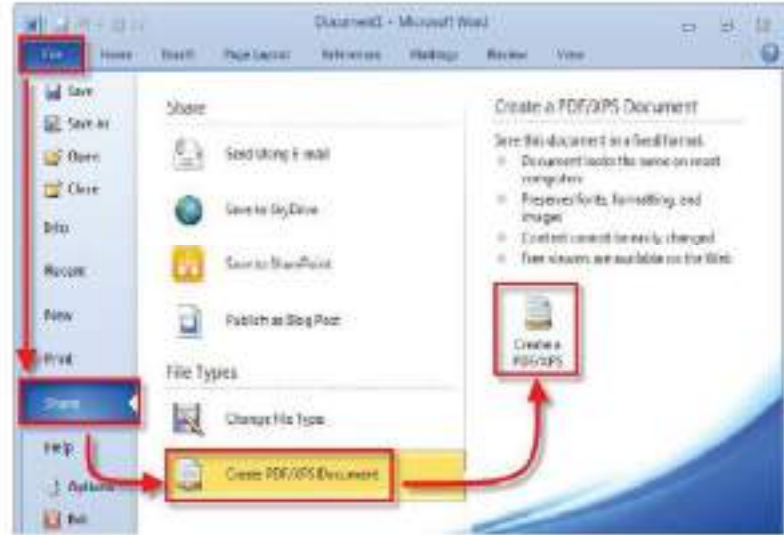 Document1 - Microsoft Word
File Home Insert Page Layout References Mailings Review View
Save
Save As
Open
Close
Info
Recent
New
Print
Share
Help
Options
Exit
Share
Send Using E-mail
Save to SkyDrive
Save to SharePoint
Publish as Blog Post
File Types
Change File Type
Create PDF/XPS Document
Create a PDF/XPS Document
Save this document in a fixed format.
Document looks the same on most
computers
Preserves fonts, formatting, and
images
Content cannot be easily changed
Free viewers are available on the Web
Create a
PDF/XPS